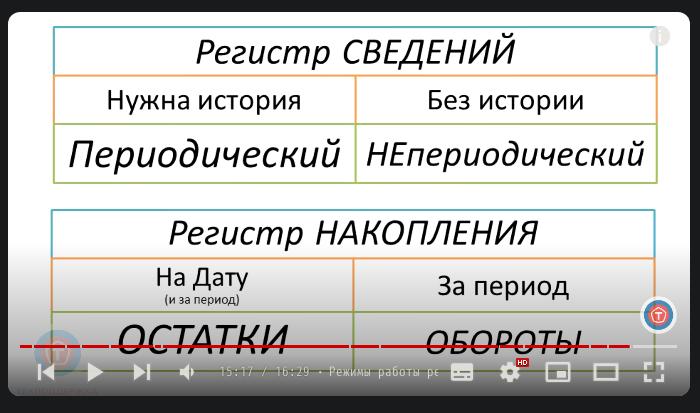 Регистр СВЕДЕНИЙ
Нужна история
Без истории
Периодический
НЕпериодический
Регистр НАКОПЛЕНИЯ
На Дату
(и за период)
За период
ОСТАТКИ
ОБОРОТЫ
15:17 / 16:29 • Режимы работы ре
HD